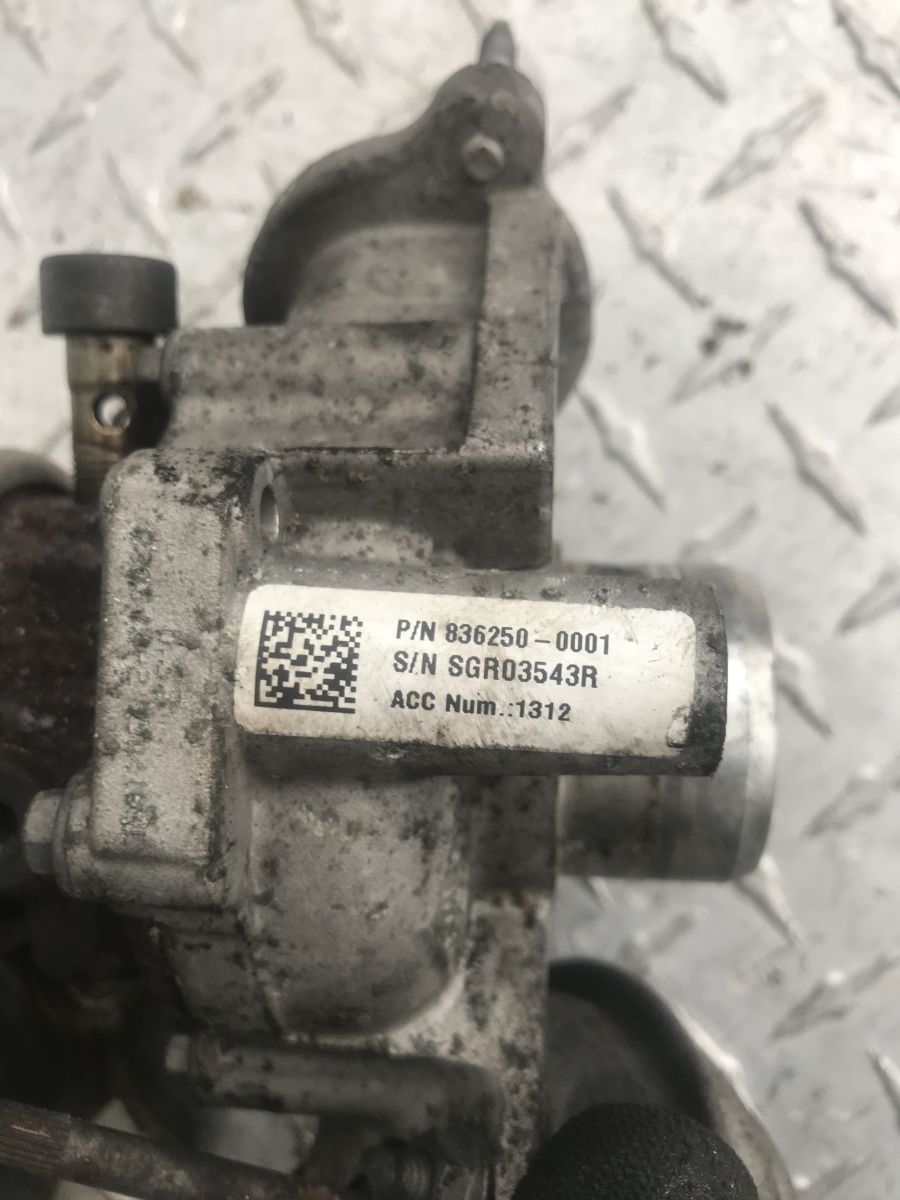 P/N 836250-0001
S/N SGR03543R
ACC Num.:1312